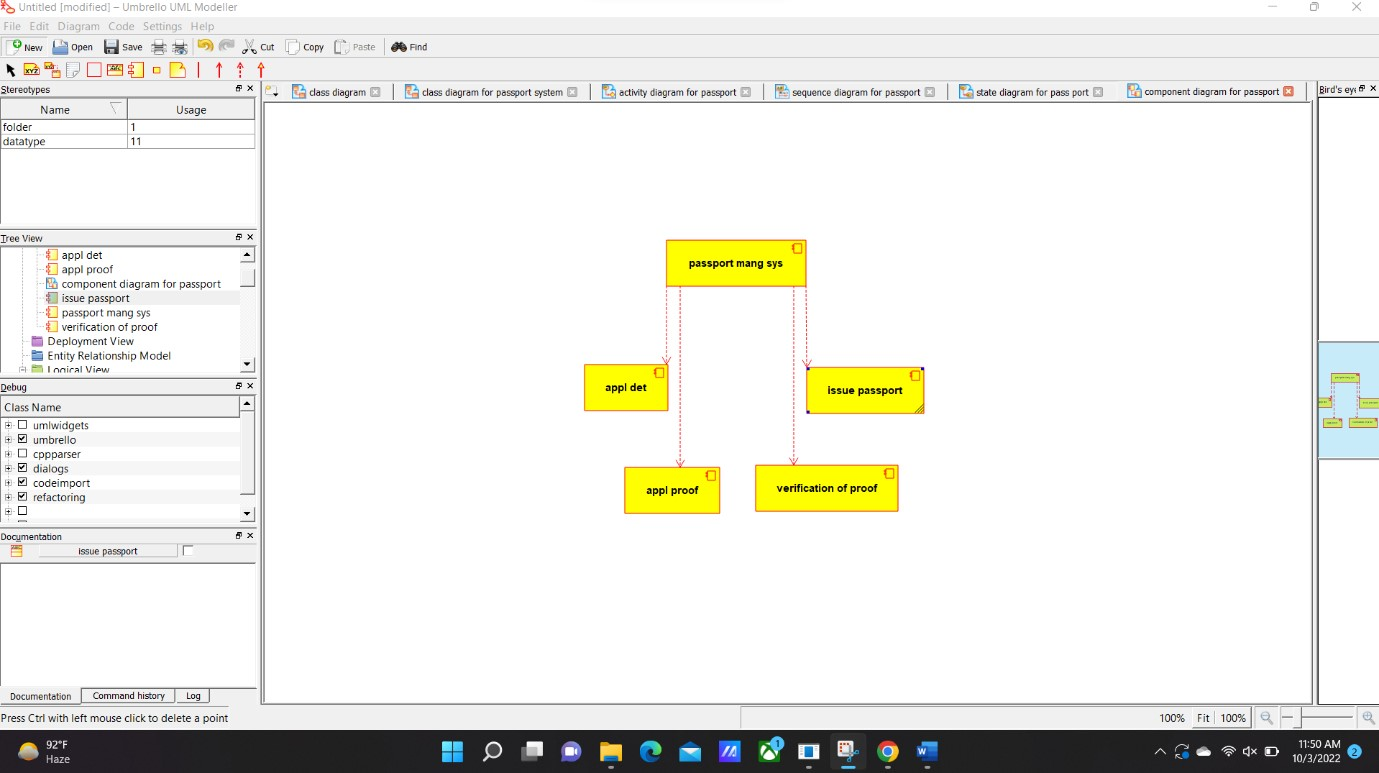 Untitled [modified] – Umbrello UML Modeller
File Edit Diagram Code Settings Help
New Open Save Cut Copy Paste Find
XYZ
Stereotypes
Name Usage
folder 1
datatype 11
Tree View
appl det
appl proof
component diagram for passport
issue passport
passport mang sys
verification of proof
Deployment View
Entity Relationship Model
Logical View
Debug
Class Name
umlwidgets
umbrello
cppparser
dialogs
codeimport
refactoring
Documentation
issue passport
Documentation Command history Log
Press Ctrl with left mouse click to delete a point
class diagram class diagram for passport system activity diagram for passport sequence diagram for passport state diagram for pass port component diagram for passport
passport mang sys
appl det
issue passport
appl proof
verification of proof
Bird's eye
100% Fit 100%
92°F
Haze
1
11:50 AM
10/3/2022
2